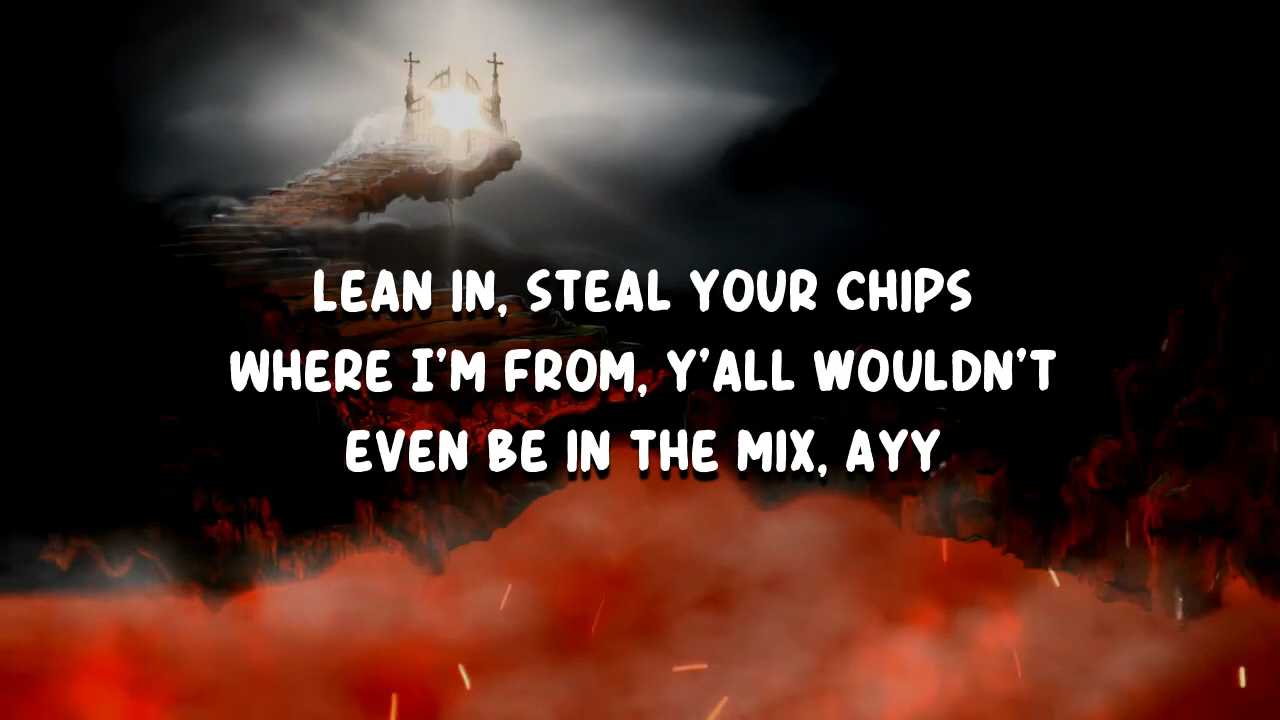 LEAN IN, STEAL YOUR CHIPS
WHERE I'M FROM, Y'ALL WOULDN'T
EVEN BE IN THE MIX, AYY